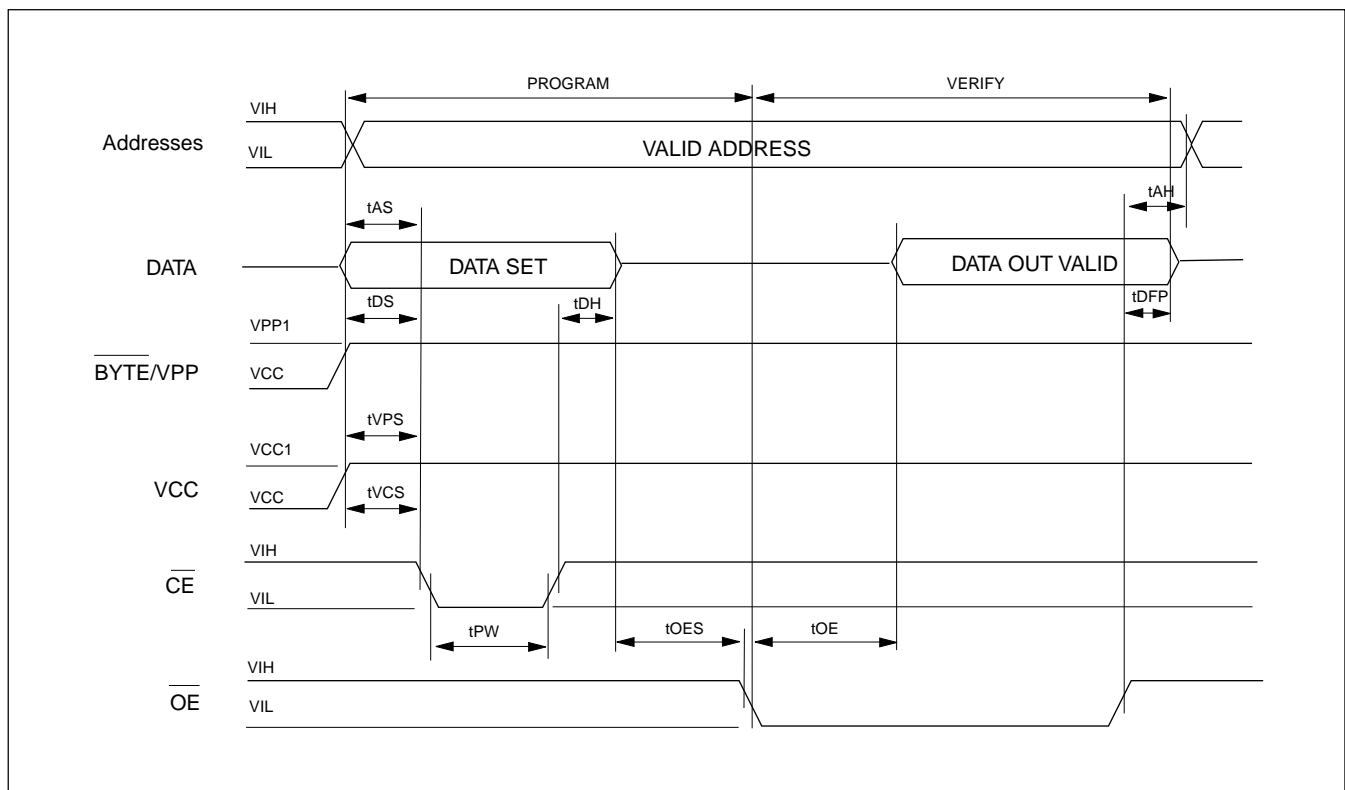 PROGRAM VERIFY
VIH
Addresses
VIL
VALID ADDRESS
tAS
tAH
DATA
DATA SET
DATA OUT VALID
tDS
tDH
tDFP
VPP1
BYTE/VPP
VCC
tVPS
VCC1
VCC
VCC
tVCS
VIH
CE
VIL
tPW
tOES
tOE
VIH
OE
VIL